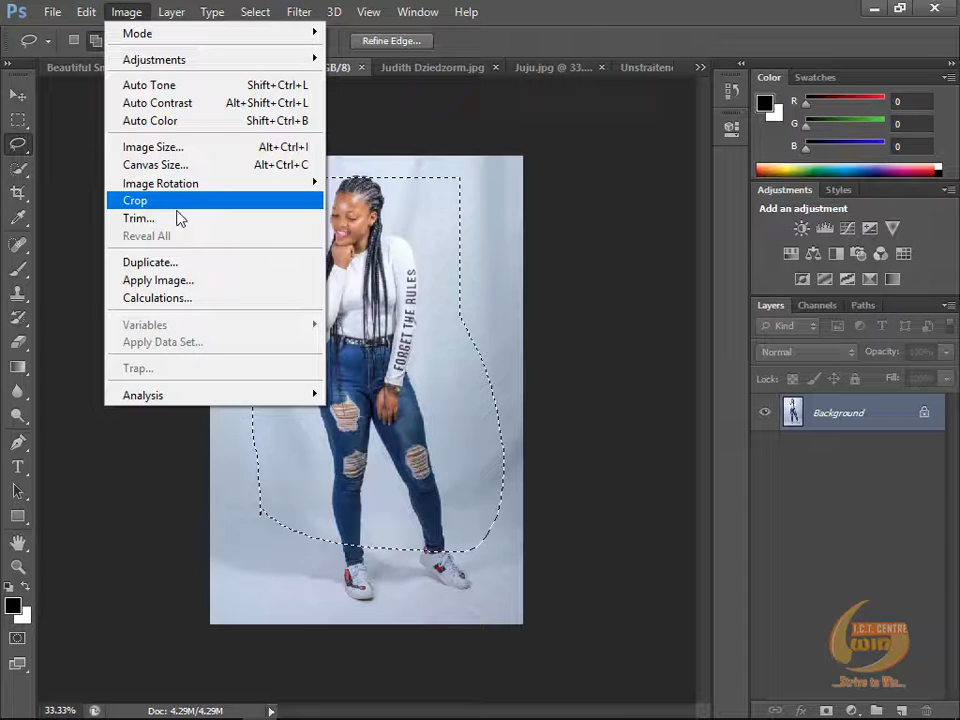 Ps File Edit Image Layer Type Select Filter 3D View Window Help
Refine Edge...
Beautiful Sm
GB/8)
Judith Dziedzorm.jpg
Juju.jpg @ 33....
Unstraitene
Mode
Adjustments
Auto Tone Shift+Ctrl+L
Auto Contrast Alt+Shift+Ctrl+L
Auto Color Shift+Ctrl+B
Image Size... Alt+Ctrl+I
Canvas Size... Alt+Ctrl+C
Image Rotation
Crop
Trim...
Reveal All
Duplicate...
Apply Image...
Calculations...
Variables
Apply Data Set...
Trap...
Analysis
FORGET THE RULES
Color Swatches
R 0
G 0
B 0
Adjustments Styles
Add an adjustment
Layers Channels Paths
Kind
Normal Opacity: 100%
Lock: Fill: 100%
Background
I.C.T. CENTRE
win
...Strive to Win...
33.33% Doc: 4.29M/4.29M